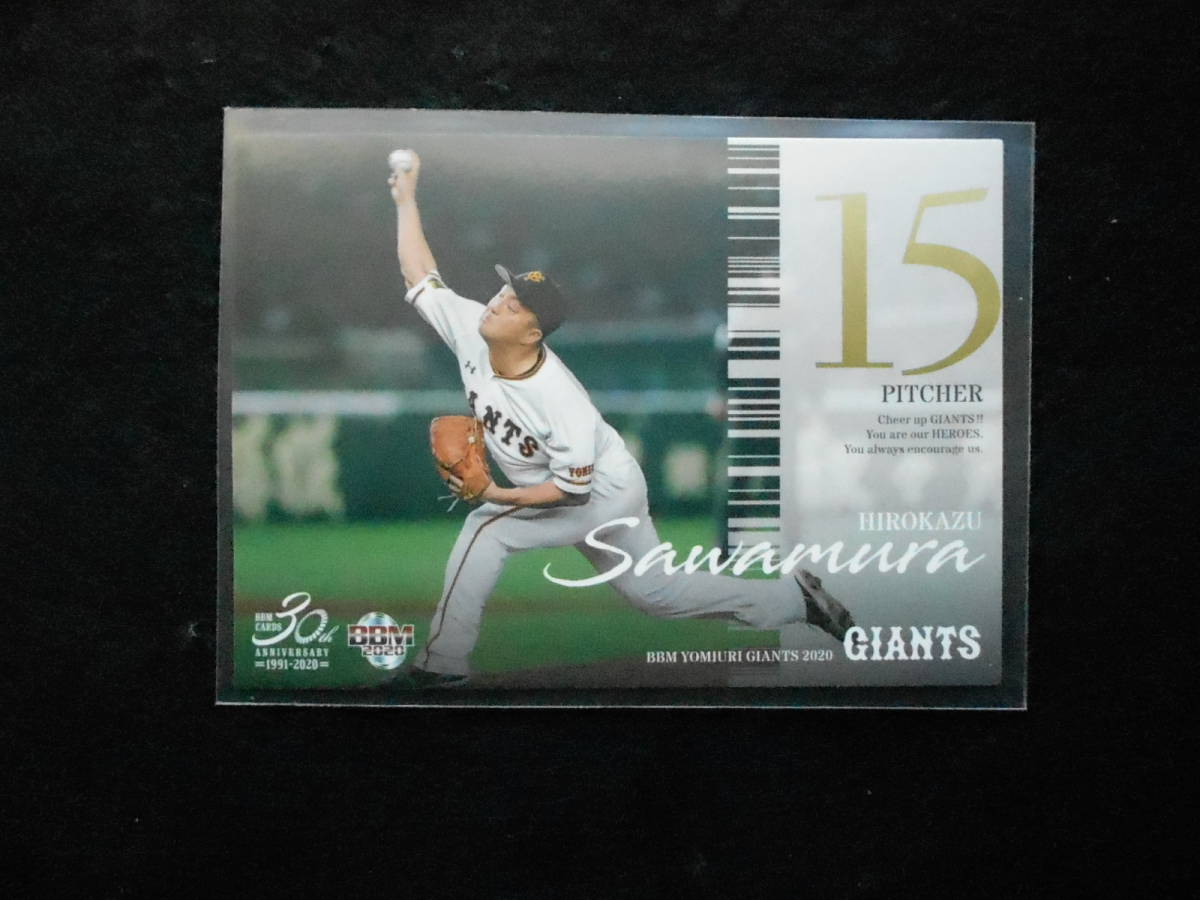 15
PITCHER
Cheer up GIANTS!!
You are our HEROES.
You always encourage us.
HIROKAZU
Sawamura
BBM YOMIURI GIANTS 2020
GIANTS
BBM
CARDS
30th
ANNIVERSARY
=1991-2020=
BBM
2020
ANTS